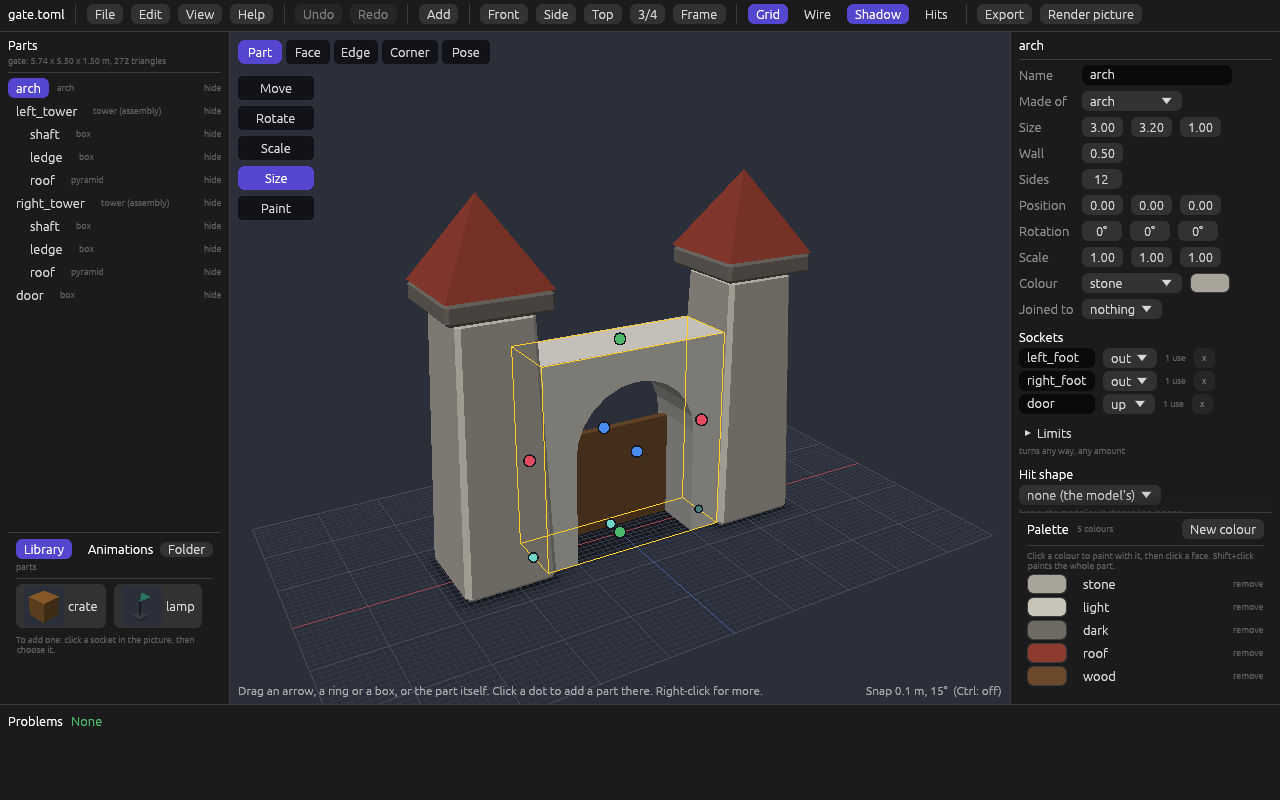 gate.toml File Edit View Help Undo Redo Add Front Side Top 3/4 Frame Grid Wire Shadow Hits Export Render picture
Parts
gate: 5.74 x 5.50 x 1.50 m, 272 triangles
arch arch hide
left_tower tower (assembly) hide
shaft box hide
ledge box hide
roof pyramid hide
right_tower tower (assembly) hide
shaft box hide
ledge box hide
roof pyramid hide
door box hide
Library Animations Folder
parts
crate lamp
To add one: click a socket in the picture, then
choose it.
Part Face Edge Corner Pose
Move
Rotate
Scale
Size
Paint
Drag an arrow, a ring or a box, or the part itself. Click a dot to add a part there. Right-click for more. Snap 0.1 m, 15° (Ctrl: off)
arch
Name arch
Made of arch
Size 3.00 3.20 1.00
Wall 0.50
Sides 12
Position 0.00 0.00 0.00
Rotation 0° 0° 0°
Scale 1.00 1.00 1.00
Colour stone
Joined to nothing
Sockets
left_foot out 1 use x
right_foot out 1 use x
door up 1 use x
Limits
turns any way, any amount
Hit shape
none (the model's)
Palette 5 colours New colour
Click a colour to paint with it, then click a face. Shift+click
paints the whole part.
stone remove
light remove
dark remove
roof remove
wood remove
Problems None